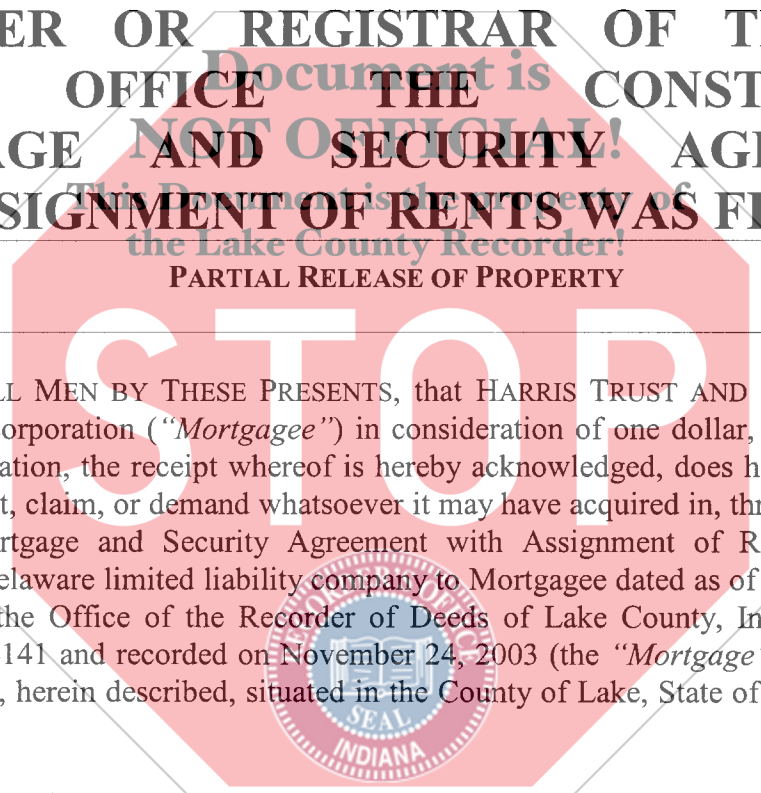 ER OR REGISTRAR OF T
OFFICE THE CONST
AGE AND SECURITY AG
SIGNMENT OF RENTS WAS FI
Document is
NOT OFFICIAL!
This Document is the property of
the Lake County Recorder!
PARTIAL RELEASE OF PROPERTY
STOP
LL MEN BY THESE PRESENTS, that HARRIS TRUST AND
orporation ("Mortgagee") in consideration of one dollar,
ation, the receipt whereof is hereby acknowledged, does h
t, claim, or demand whatsoever it may have acquired in, thr
rtgage and Security Agreement with Assignment of R
elaware limited liability company to Mortgagee dated as of
the Office of the Recorder of Deeds of Lake County, In
141 and recorded on November 24, 2003 (the "Mortgage"
, herein described, situated in the County of Lake, State of
SEAL
INDIANA